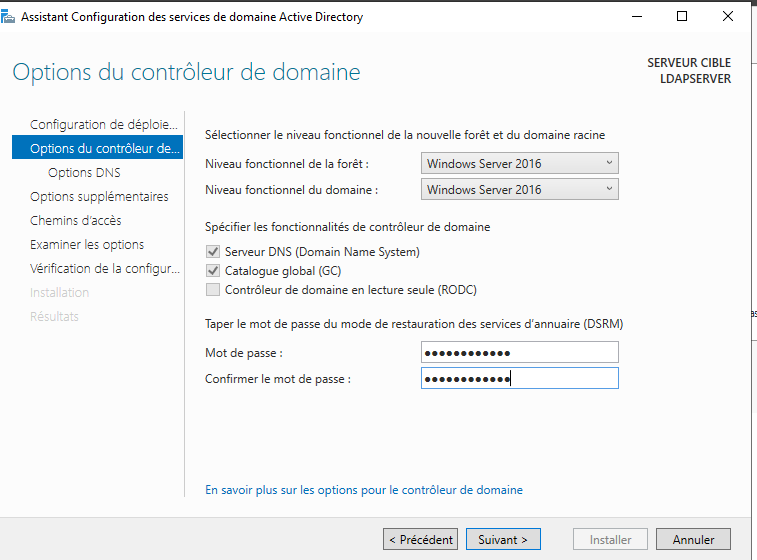 Assistant Configuration des services de domaine Active Directory
Options du contrôleur de domaine
SERVEUR CIBLE
LDAPSERVER
Configuration de déploie...
Options du contrôleur de...
Options DNS
Options supplémentaires
Chemins d'accès
Examiner les options
Vérification de la configur...
Installation
Résultats
Sélectionner le niveau fonctionnel de la nouvelle forêt et du domaine racine
Niveau fonctionnel de la forêt : Windows Server 2016
Niveau fonctionnel du domaine : Windows Server 2016
Spécifier les fonctionnalités de contrôleur de domaine
Serveur DNS (Domain Name System)
Catalogue global (GC)
Contrôleur de domaine en lecture seule (RODC)
Taper le mot de passe du mode de restauration des services d'annuaire (DSRM)
Mot de passe : ●●●●●●●●●●●●
Confirmer le mot de passe : ●●●●●●●●●●●●
En savoir plus sur les options pour le contrôleur de domaine
< Précédent Suivant > Installer Annuler